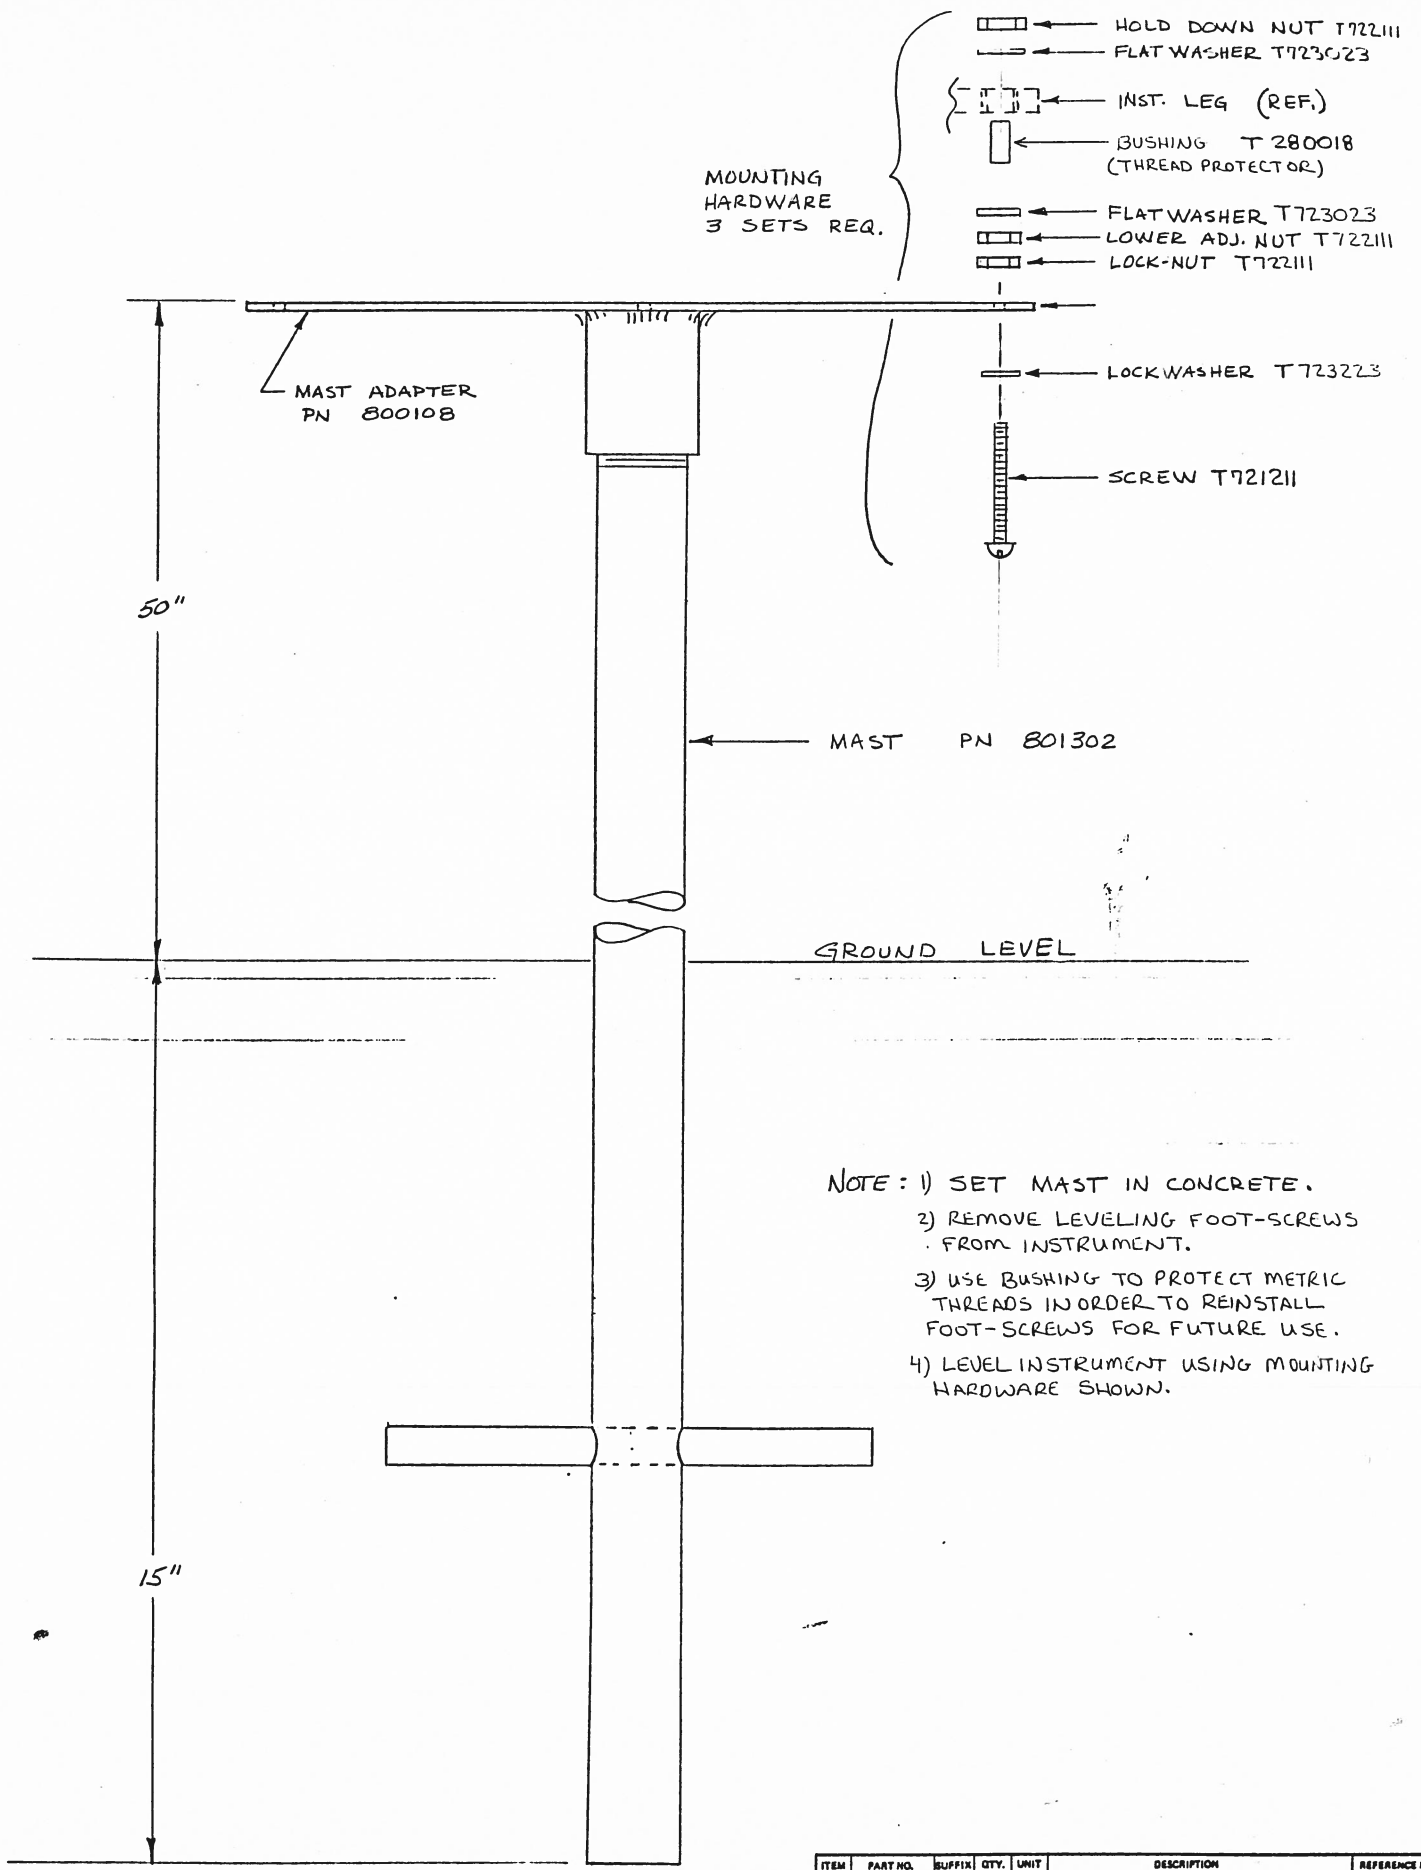 HOLD DOWN NUT T722111
FLAT WASHER T723023
INST. LEG (REF.)
BUSHING T 280018
(THREAD PROTECTOR)
MOUNTING
HARDWARE
3 SETS REQ.
FLAT WASHER T723023
LOWER ADJ. NUT T722111
LOCK-NUT T722111
LOCKWASHER T723223
MAST ADAPTER
PN 800108
SCREW T721211
50"
MAST PN 801302
GROUND LEVEL
NOTE: 1) SET MAST IN CONCRETE.
2) REMOVE LEVELING FOOT-SCREWS
FROM INSTRUMENT.
3) USE BUSHING TO PROTECT METRIC
THREADS IN ORDER TO REINSTALL
FOOT-SCREWS FOR FUTURE USE.
4) LEVEL INSTRUMENT USING MOUNTING
HARDWARE SHOWN.
15"
ITEM PART NO. SUFFIX QTY. UNIT DESCRIPTION REFERENCE